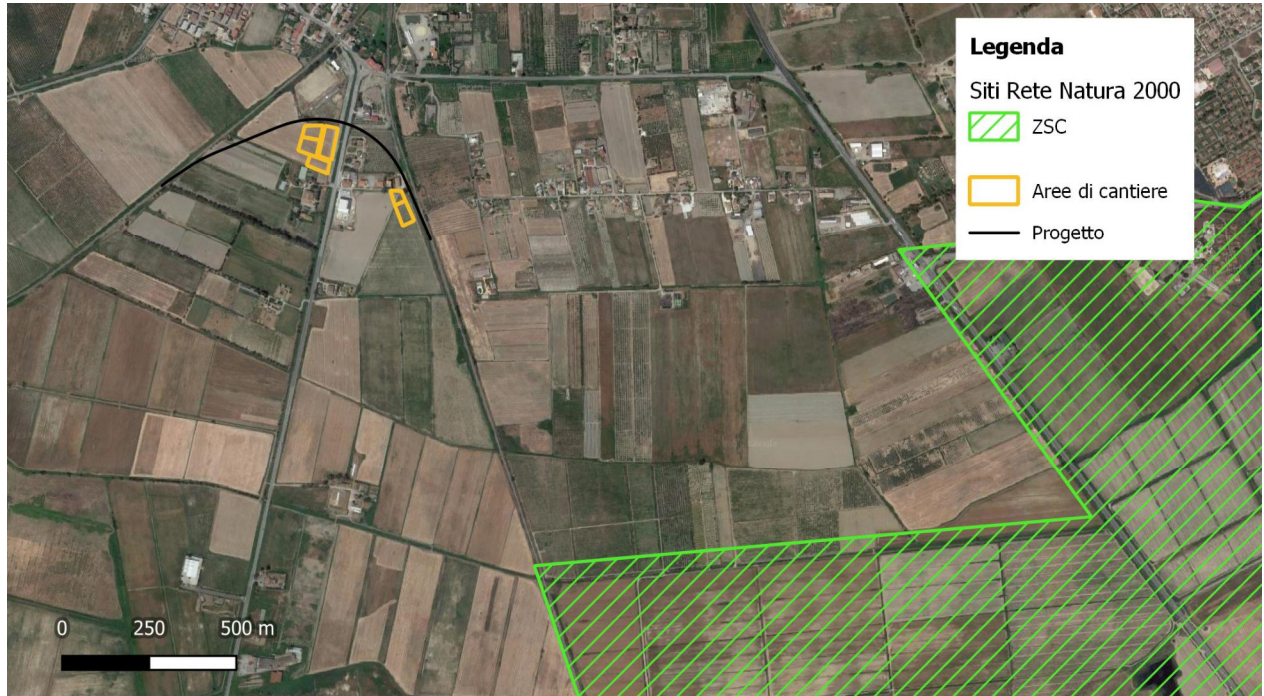 Legenda
Siti Rete Natura 2000
ZSC
Aree di cantiere
Progetto
0 250 500 m